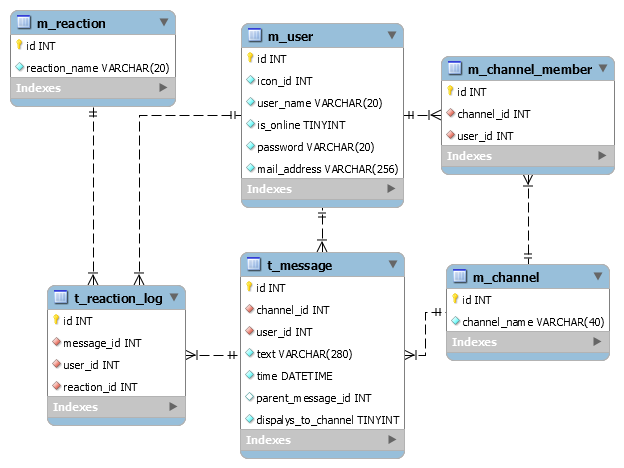 m_reaction
id INT
reaction_name VARCHAR(20)
Indexes
m_user
id INT
icon_id INT
user_name VARCHAR(20)
is_online TINYINT
password VARCHAR(20)
mail_address VARCHAR(256)
Indexes
m_channel_member
id INT
channel_id INT
user_id INT
Indexes
t_reaction_log
id INT
message_id INT
user_id INT
reaction_id INT
Indexes
t_message
id INT
channel_id INT
user_id INT
text VARCHAR(280)
time DATETIME
parent_message_id INT
dispalys_to_channel TINYINT
Indexes
m_channel
id INT
channel_name VARCHAR(40)
Indexes